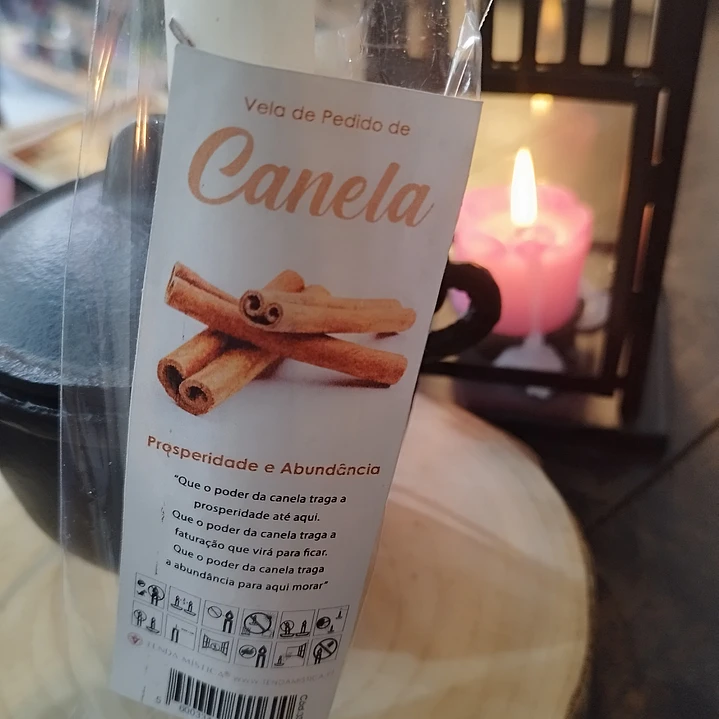 Vela de Pedido de
Canela
Prosperidade e Abundância
"Que o poder da canela traga a
prosperidade até aqui.
Que o poder da canela traga a
faturação que virá para ficar.
Que o poder da canela traga
a abundância para aqui morar"